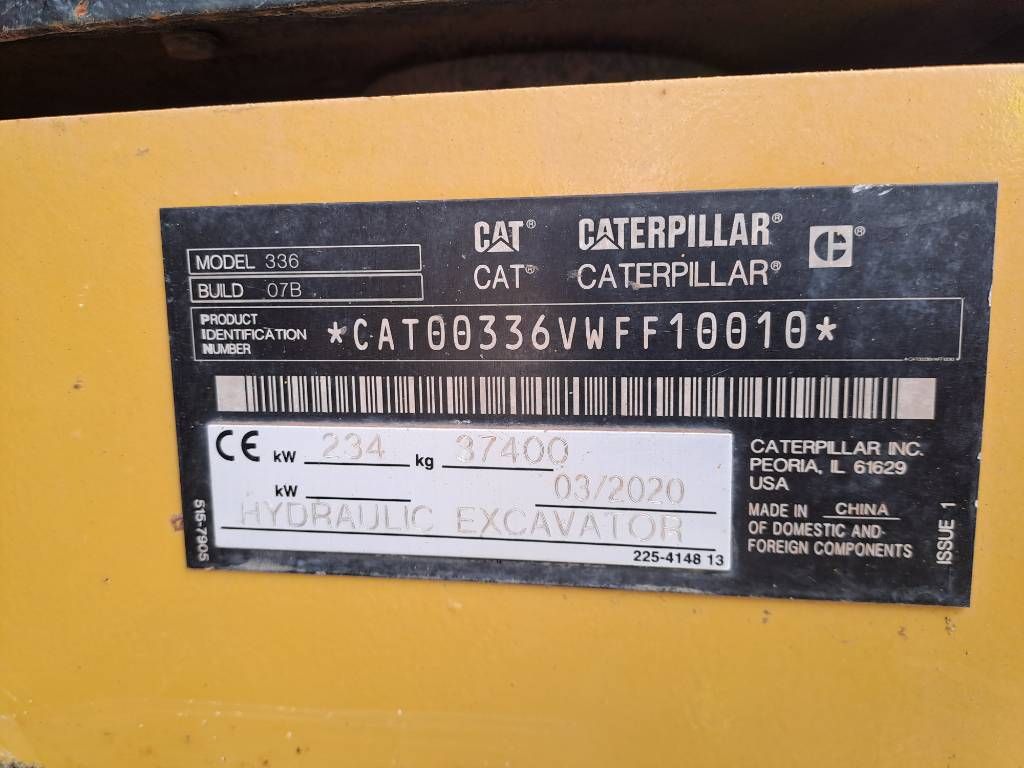 CAT® CATERPILLAR® C®
MODEL 336 CAT® CATERPILLAR®
BUILD 07B
PRODUCT
IDENTIFICATION
NUMBER
*CAT00336VWFF10010*
CE kW 234 kg 37400
kW 03/2020
HYDRAULIC EXCAVATOR
225-4148 13
515-7905
CATERPILLAR INC.
PEORIA, IL 61629
USA
MADE IN CHINA
OF DOMESTIC AND
FOREIGN COMPONENTS
ISSUE 1